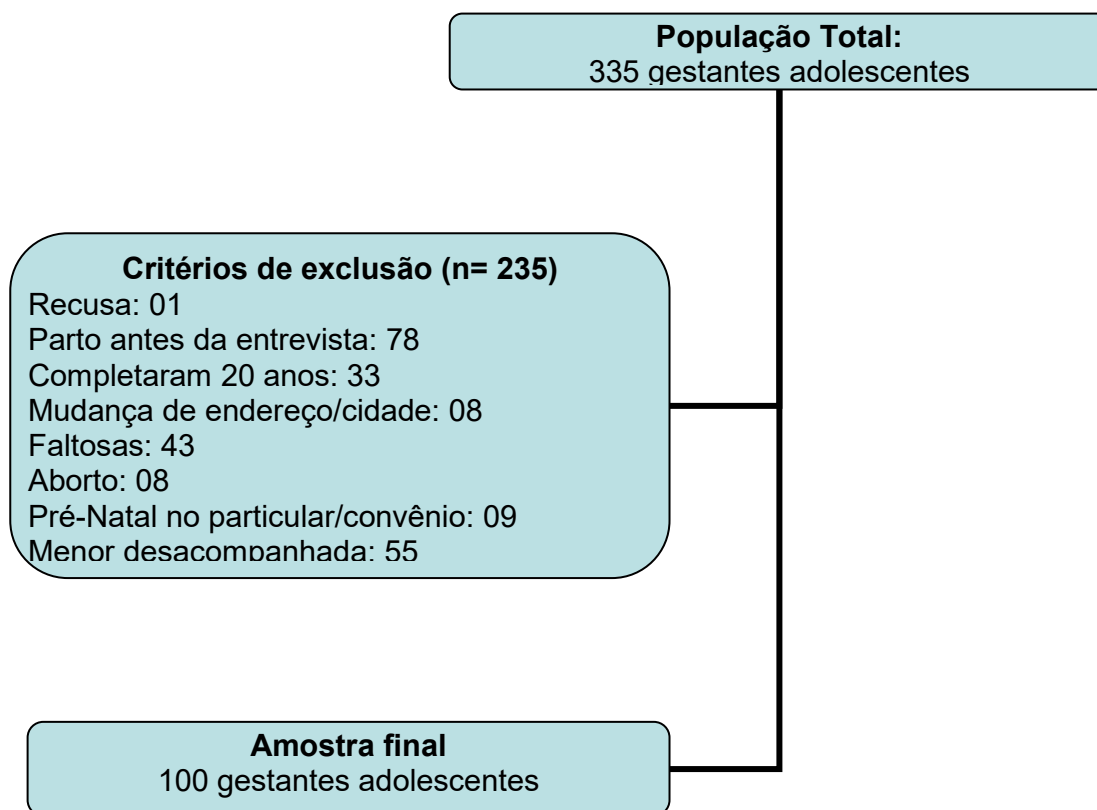 População Total:
335 gestantes adolescentes
Critérios de exclusão (n= 235)
Recusa: 01
Parto antes da entrevista: 78
Completaram 20 anos: 33
Mudança de endereço/cidade: 08
Faltosas: 43
Aborto: 08
Pré-Natal no particular/convênio: 09
Menor desacompanhada: 55
Amostra final
100 gestantes adolescentes